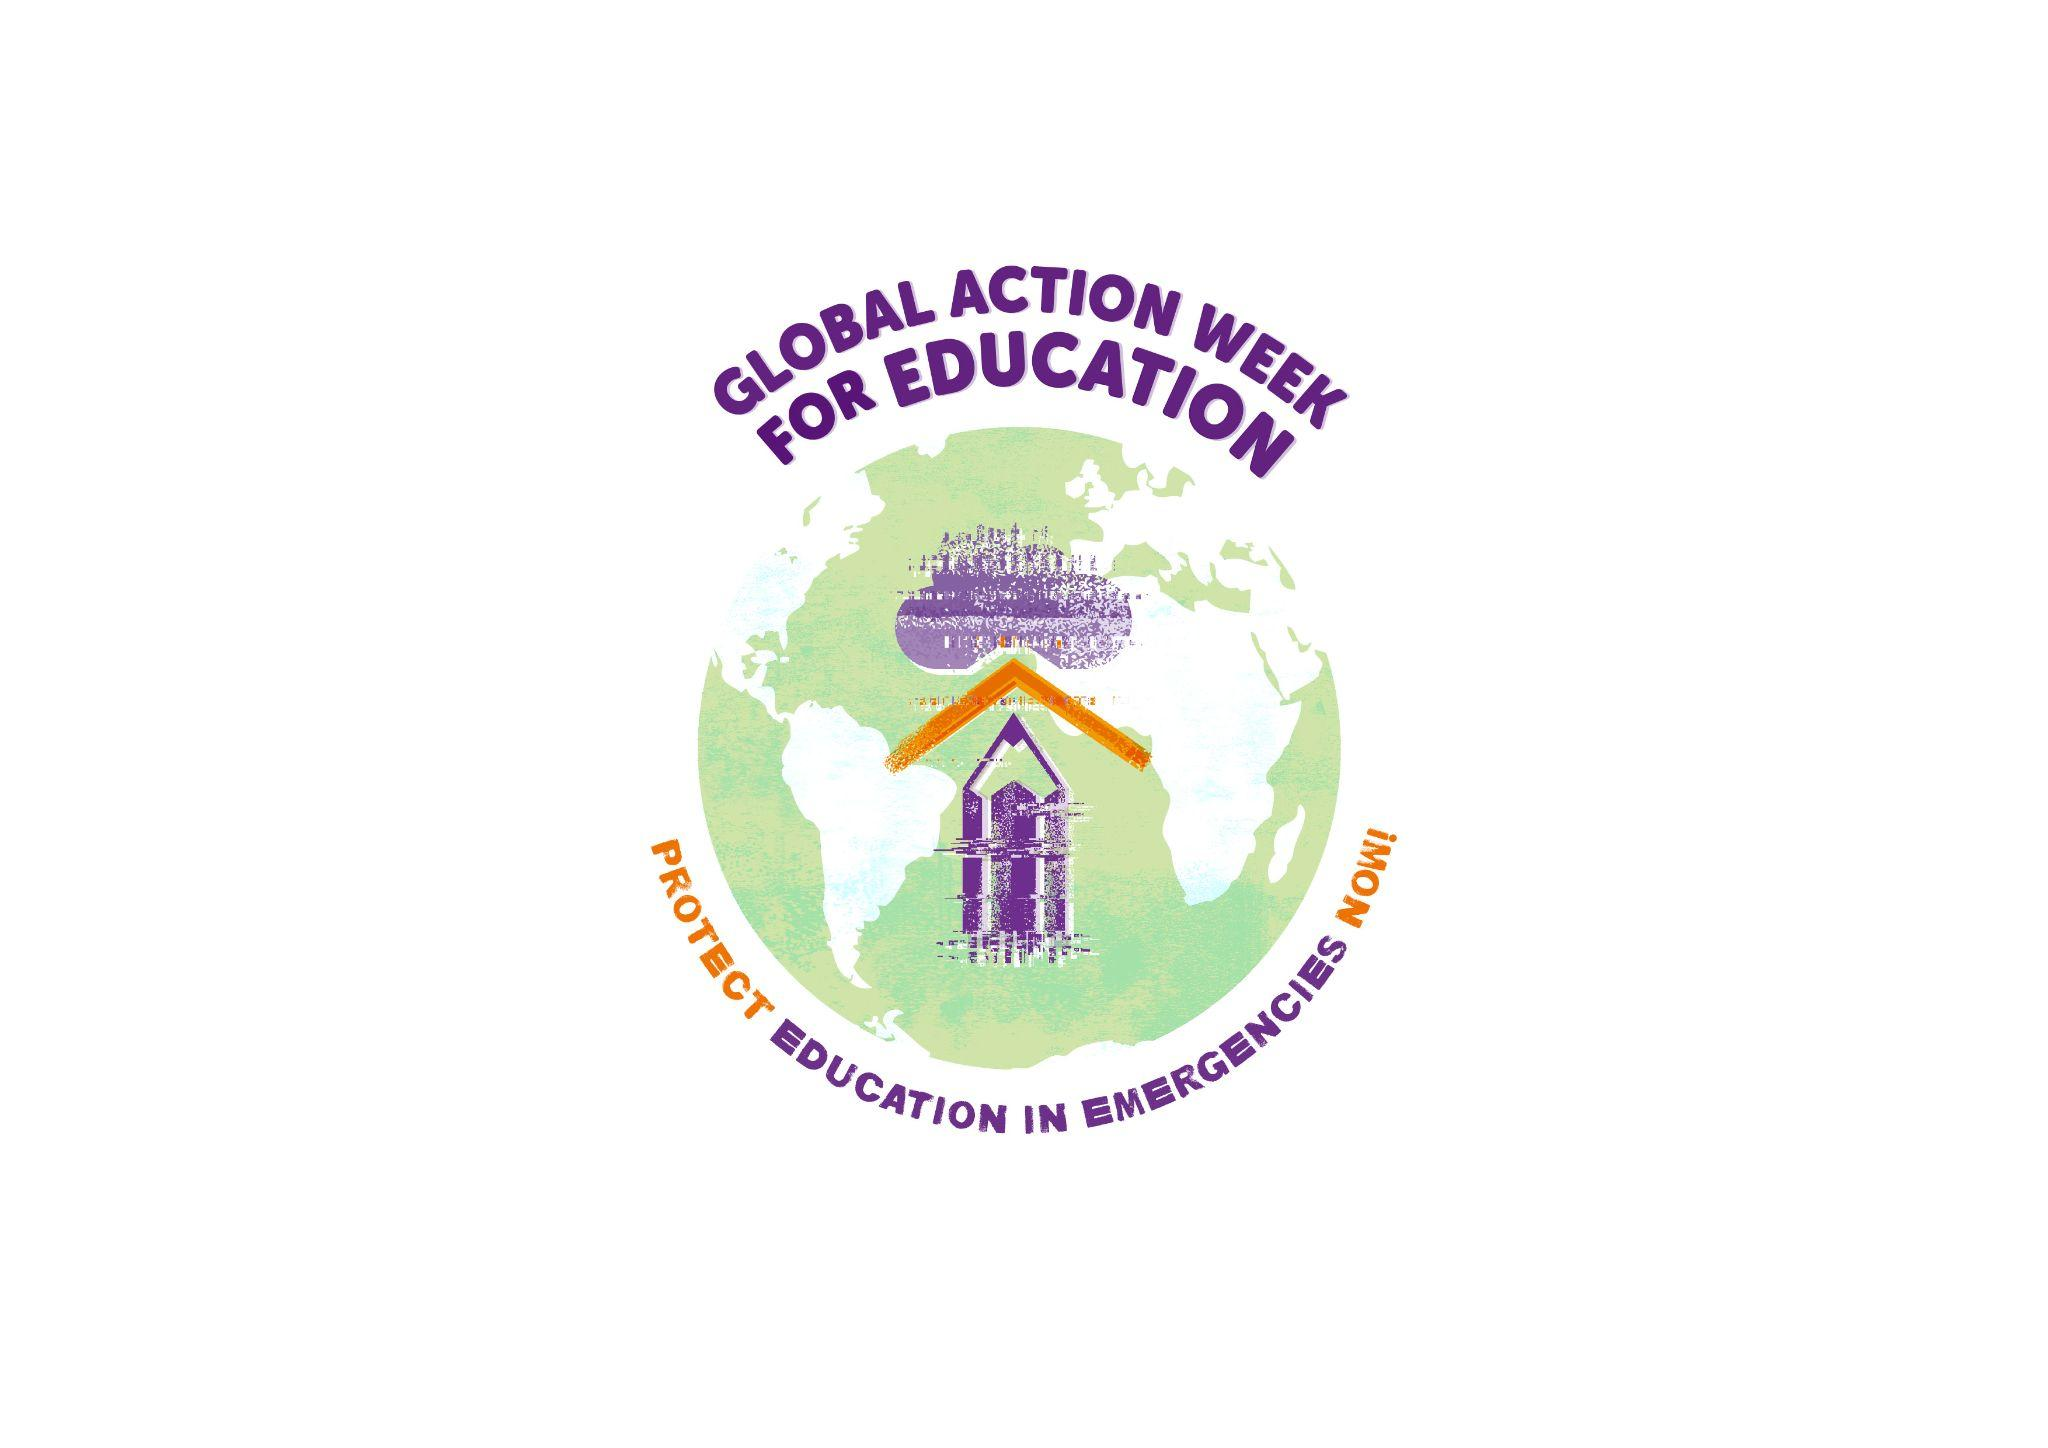 GLOBAL ACTION WEEK
FOR EDUCATION
PROTECT EDUCATION IN EMERGENCIES NOW!